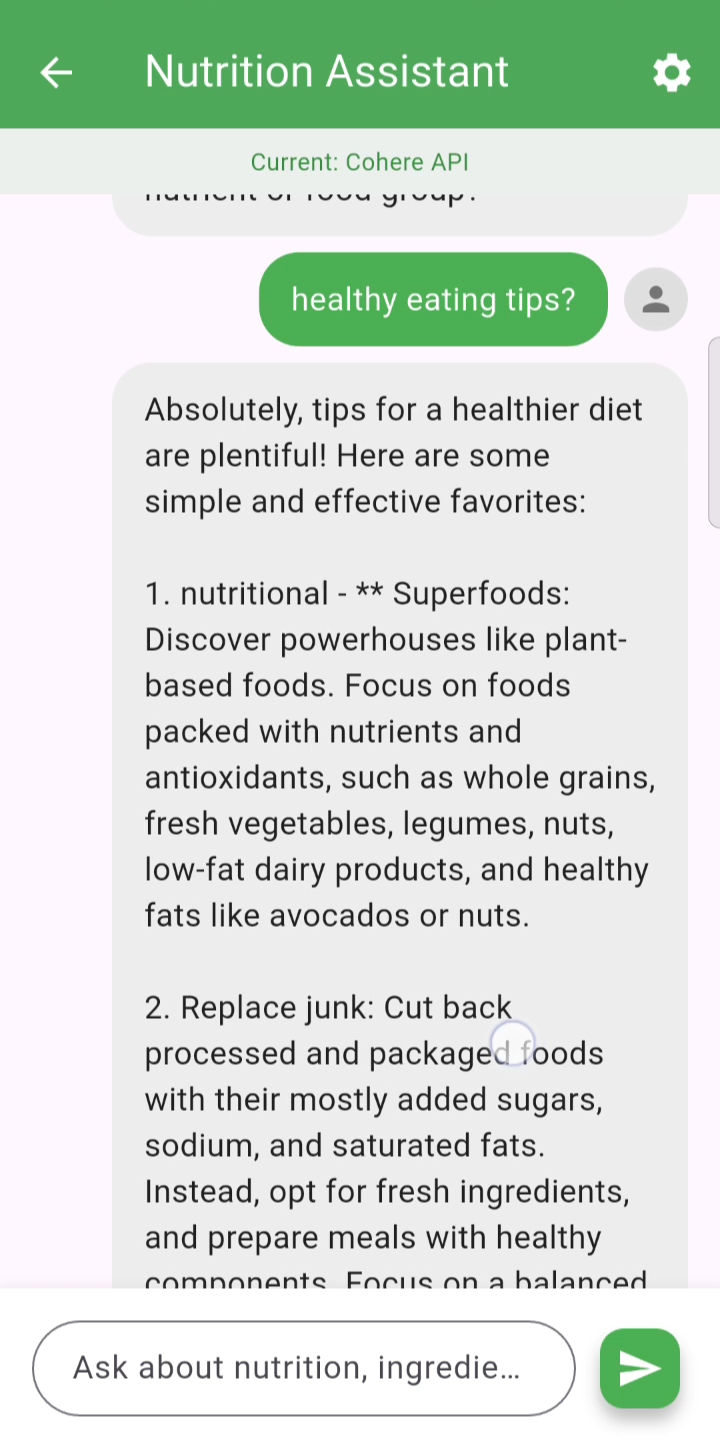 Nutrition Assistant
Current: Cohere API
nutrient or food group?
healthy eating tips?
Absolutely, tips for a healthier diet
are plentiful! Here are some
simple and effective favorites:
1. nutritional - ** Superfoods:
Discover powerhouses like plant-
based foods. Focus on foods
packed with nutrients and
antioxidants, such as whole grains,
fresh vegetables, legumes, nuts,
low-fat dairy products, and healthy
fats like avocados or nuts.
2. Replace junk: Cut back
processed and packaged foods
with their mostly added sugars,
sodium, and saturated fats.
Instead, opt for fresh ingredients,
and prepare meals with healthy
components. Focus on a balanced
Ask about nutrition, ingredie...